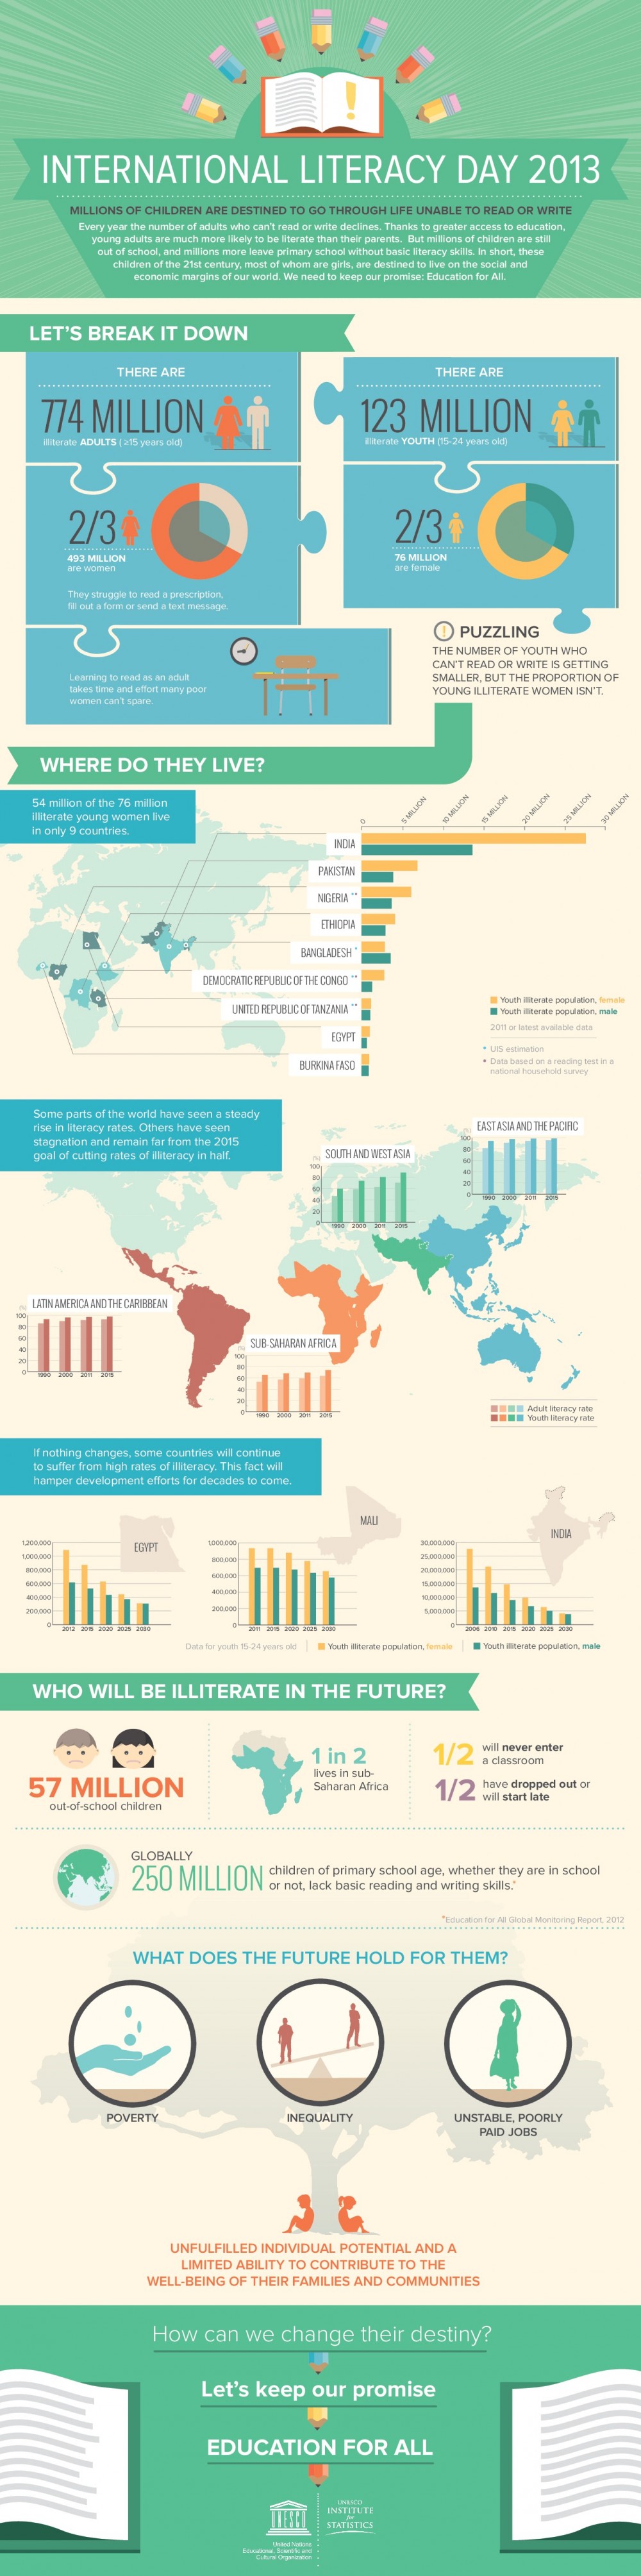 INTERNATIONAL LITERACY DAY 2013
MILLIONS OF CHILDREN ARE DESTINED TO GO THROUGH LIFE UNABLE TO READ OR WRITE
Every year the number of adults who can't read or write declines. Thanks to greater access to education,
young adults are much more likely to be literate than their parents. But millions of children are still
out of school, and millions more leave primary school without basic literacy skills. In short, these
children of the 21st century, most of whom are girls, are destined to live on the social and
economic margins of our world. We need to keep our promise: Education for All.
LET'S BREAK IT DOWN
THERE ARE
774 MILLION
illiterate ADULTS (≥15 years old)
2/3
493 MILLION
are women
They struggle to read a prescription,
fill out a form or send a text message.
Learning to read as an adult
takes time and effort many poor
women can't spare.
THERE ARE
123 MILLION
illiterate YOUTH (15-24 years old)
2/3
76 MILLION
are female
! PUZZLING
THE NUMBER OF YOUTH WHO
CAN'T READ OR WRITE IS GETTING
SMALLER, BUT THE PROPORTION OF
YOUNG ILLITERATE WOMEN ISN'T.
WHERE DO THEY LIVE?
54 million of the 76 million
illiterate young women live
in only 9 countries.
0
5 MILLION
10 MILLION
15 MILLION
20 MILLION
25 MILLION
30 MILLION
INDIA
PAKISTAN
NIGERIA **
ETHIOPIA
BANGLADESH *
DEMOCRATIC REPUBLIC OF THE CONGO **
UNITED REPUBLIC OF TANZANIA **
EGYPT
BURKINA FASO
Youth illiterate population, female
Youth illiterate population, male
2011 or latest available data
* UIS estimation
* Data based on a reading test in a
national household survey
Some parts of the world have seen a steady
rise in literacy rates. Others have seen
stagnation and remain far from the 2015
goal of cutting rates of illiteracy in half.
EAST ASIA AND THE PACIFIC
100
80
60
40
20
0
1990 2000 2011 2015
SOUTH AND WEST ASIA
(%)
100
80
60
40
20
0
1990 2000 2011 2015
LATIN AMERICA AND THE CARIBBEAN
(%)
100
80
60
40
20
0
1990 2000 2011 2015
SUB-SAHARAN AFRICA
(%)
100
80
60
40
20
0
1990 2000 2011 2015
Adult literacy rate
Youth literacy rate
If nothing changes, some countries will continue
to suffer from high rates of illiteracy. This fact will
hamper development efforts for decades to come.
EGYPT
1,200,000
1,000,000
800,000
600,000
400,000
200,000
0
2012 2015 2020 2025 2030
MALI
1,000,000
800,000
600,000
400,000
200,000
0
2011 2015 2020 2025 2030
INDIA
30,000,000
25,000,000
20,000,000
15,000,000
10,000,000
5,000,000
0
2006 2010 2015 2020 2025 2030
Data for youth 15-24 years old
Youth illiterate population, female
Youth illiterate population, male
WHO WILL BE ILLITERATE IN THE FUTURE?
57 MILLION
out-of-school children
1 in 2
lives in sub-
Saharan Africa
1/2 will never enter
a classroom
1/2 have dropped out or
will start late
GLOBALLY
250 MILLION children of primary school age, whether they are in school
or not, lack basic reading and writing skills.*
*Education for All Global Monitoring Report, 2012
WHAT DOES THE FUTURE HOLD FOR THEM?
POVERTY
INEQUALITY
UNSTABLE, POORLY
PAID JOBS
UNFULFILLED INDIVIDUAL POTENTIAL AND A
LIMITED ABILITY TO CONTRIBUTE TO THE
WELL-BEING OF THEIR FAMILIES AND COMMUNITIES
How can we change their destiny?
Let's keep our promise
EDUCATION FOR ALL
UNESCO
United Nations
Educational, Scientific and
Cultural Organization
UNESCO
INSTITUTE
for
STATISTICS